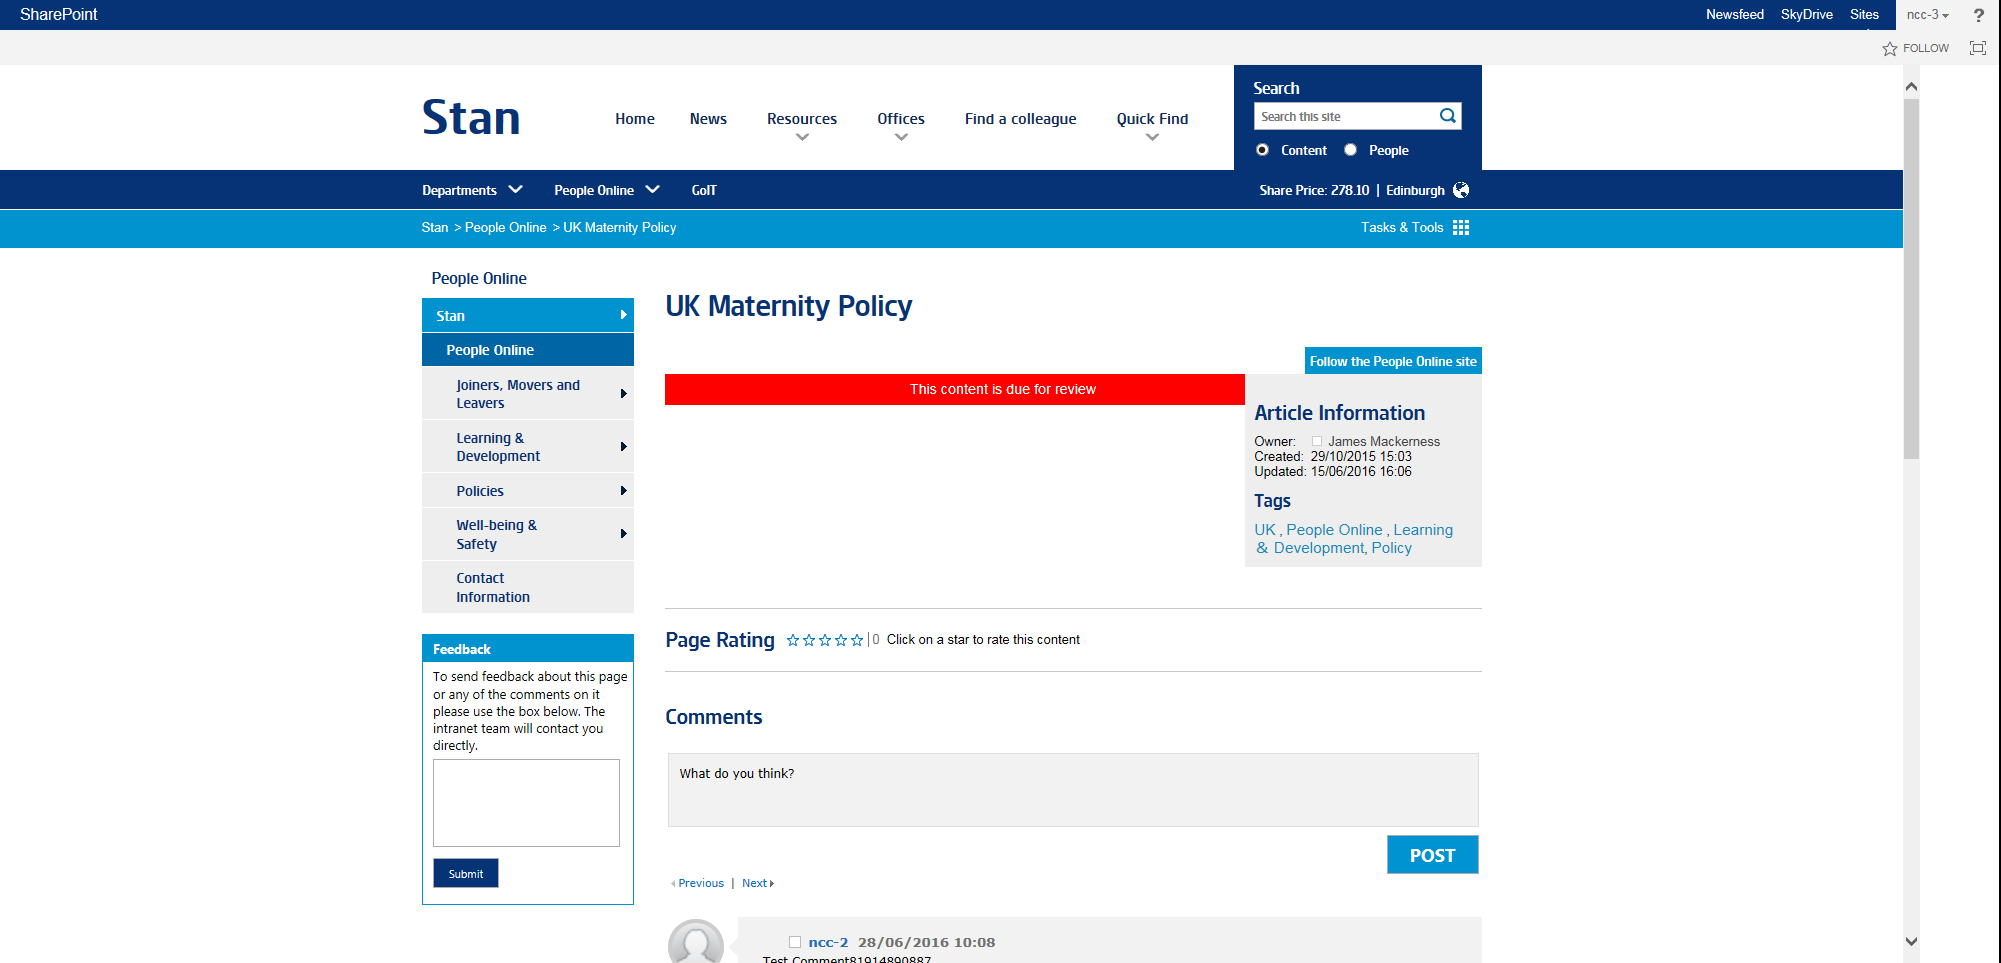 SharePoint
Newsfeed SkyDrive Sites ncc-3 ?
FOLLOW
Stan
Home News Resources Offices Find a colleague Quick Find
Search
Search this site
Content People
Departments People Online GoIT
Share Price: 278.10 | Edinburgh
Stan > People Online > UK Maternity Policy
Tasks & Tools
People Online
Stan
People Online
Joiners, Movers and
Leavers
Learning &
Development
Policies
Well-being &
Safety
Contact
Information
Feedback
To send feedback about this page
or any of the comments on it
please use the box below. The
intranet team will contact you
directly.
Submit
UK Maternity Policy
Follow the People Online site
This content is due for review
Article Information
Owner: James Mackerness
Created: 29/10/2015 15:03
Updated: 15/06/2016 16:06
Tags
UK , People Online , Learning
& Development, Policy
Page Rating
0 Click on a star to rate this content
Comments
What do you think?
POST
Previous | Next
ncc-2 28/06/2016 10:08
Test Comment81914890887